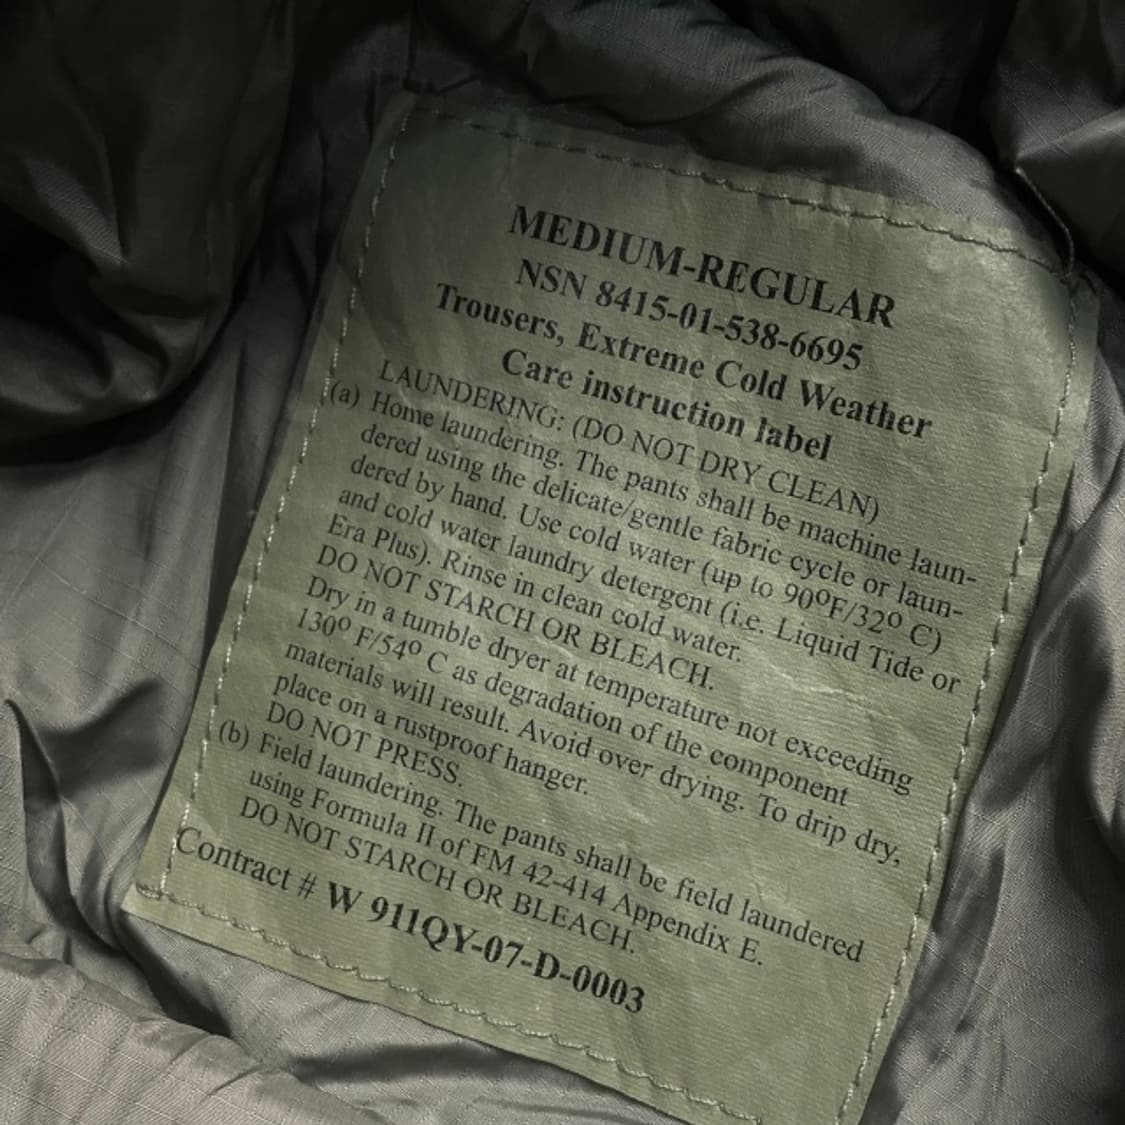 MEDIUM-REGULAR
NSN 8415-01-538-6695
Trousers, Extreme Cold Weather
Care instruction label
LAUNDERING: (DO NOT DRY CLEAN)
(a) Home laundering. The pants shall be machine laun-
dered using the delicate/gentle fabric cycle or laun-
dered by hand. Use cold water (up to 90ºF/32º C)
and cold water laundry detergent (i.e. Liquid Tide or
Era Plus). Rinse in clean cold water.
DO NOT STARCH OR BLEACH.
Dry in a tumble dryer at temperature not exceeding
130º F/54º C as degradation of the component
materials will result. Avoid over drying. To drip dry,
place on a rustproof hanger.
DO NOT PRESS.
(b) Field laundering. The pants shall be field laundered
using Formula II of FM 42-414 Appendix E.
DO NOT STARCH OR BLEACH.
Contract # W 911QY-07-D-0003